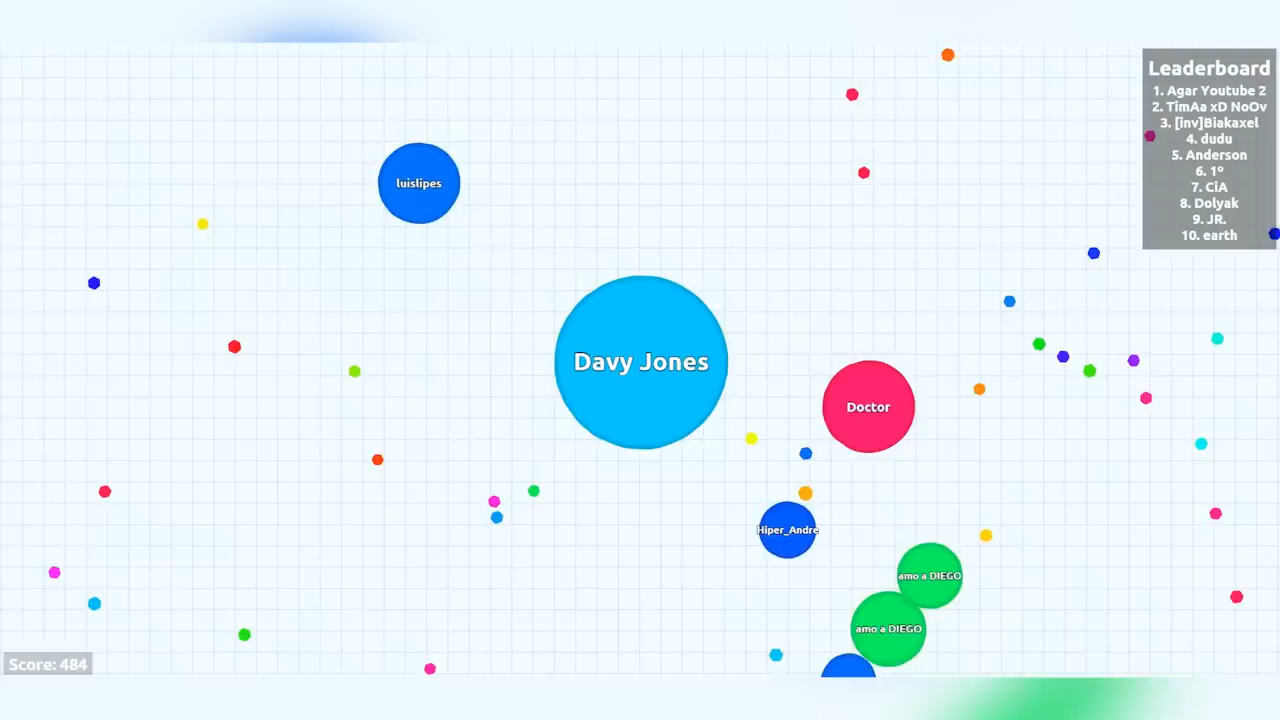 Leaderboard
1. Agar Youtube 2
2. TimAa xD NoOv
3. [inv]Biakaxel
4. dudu
5. Anderson
6. 1º
7. CiA
8. Dolyak
9. JR.
10. earth
luislipes
Davy Jones
Doctor
Hiper_Andre
amo a DIEGO
amo a DIEGO
Score: 484